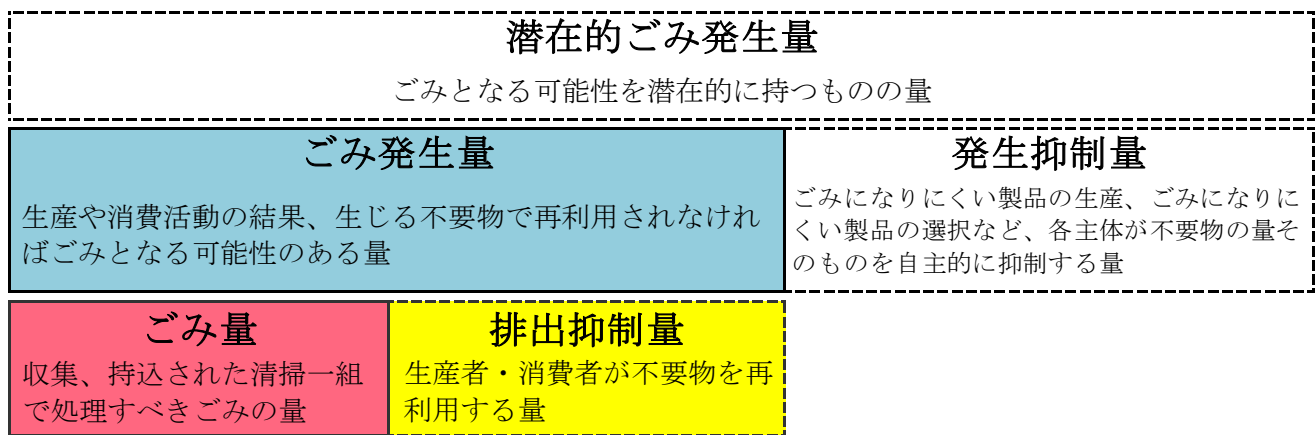 潜在的ごみ発生量
ごみとなる可能性を潜在的に持つものの量
ごみ発生量
生産や消費活動の結果、生じる不要物で再利用されなけれ
ばごみとなる可能性のある量
発生抑制量
ごみになりにくい製品の生産、ごみになりに
くい製品の選択など、各主体が不要物の量そ
のものを自主的に抑制する量
ごみ量
収集、持込された清掃一組
で処理すべきごみの量
排出抑制量
生産者・消費者が不要物を再
利用する量